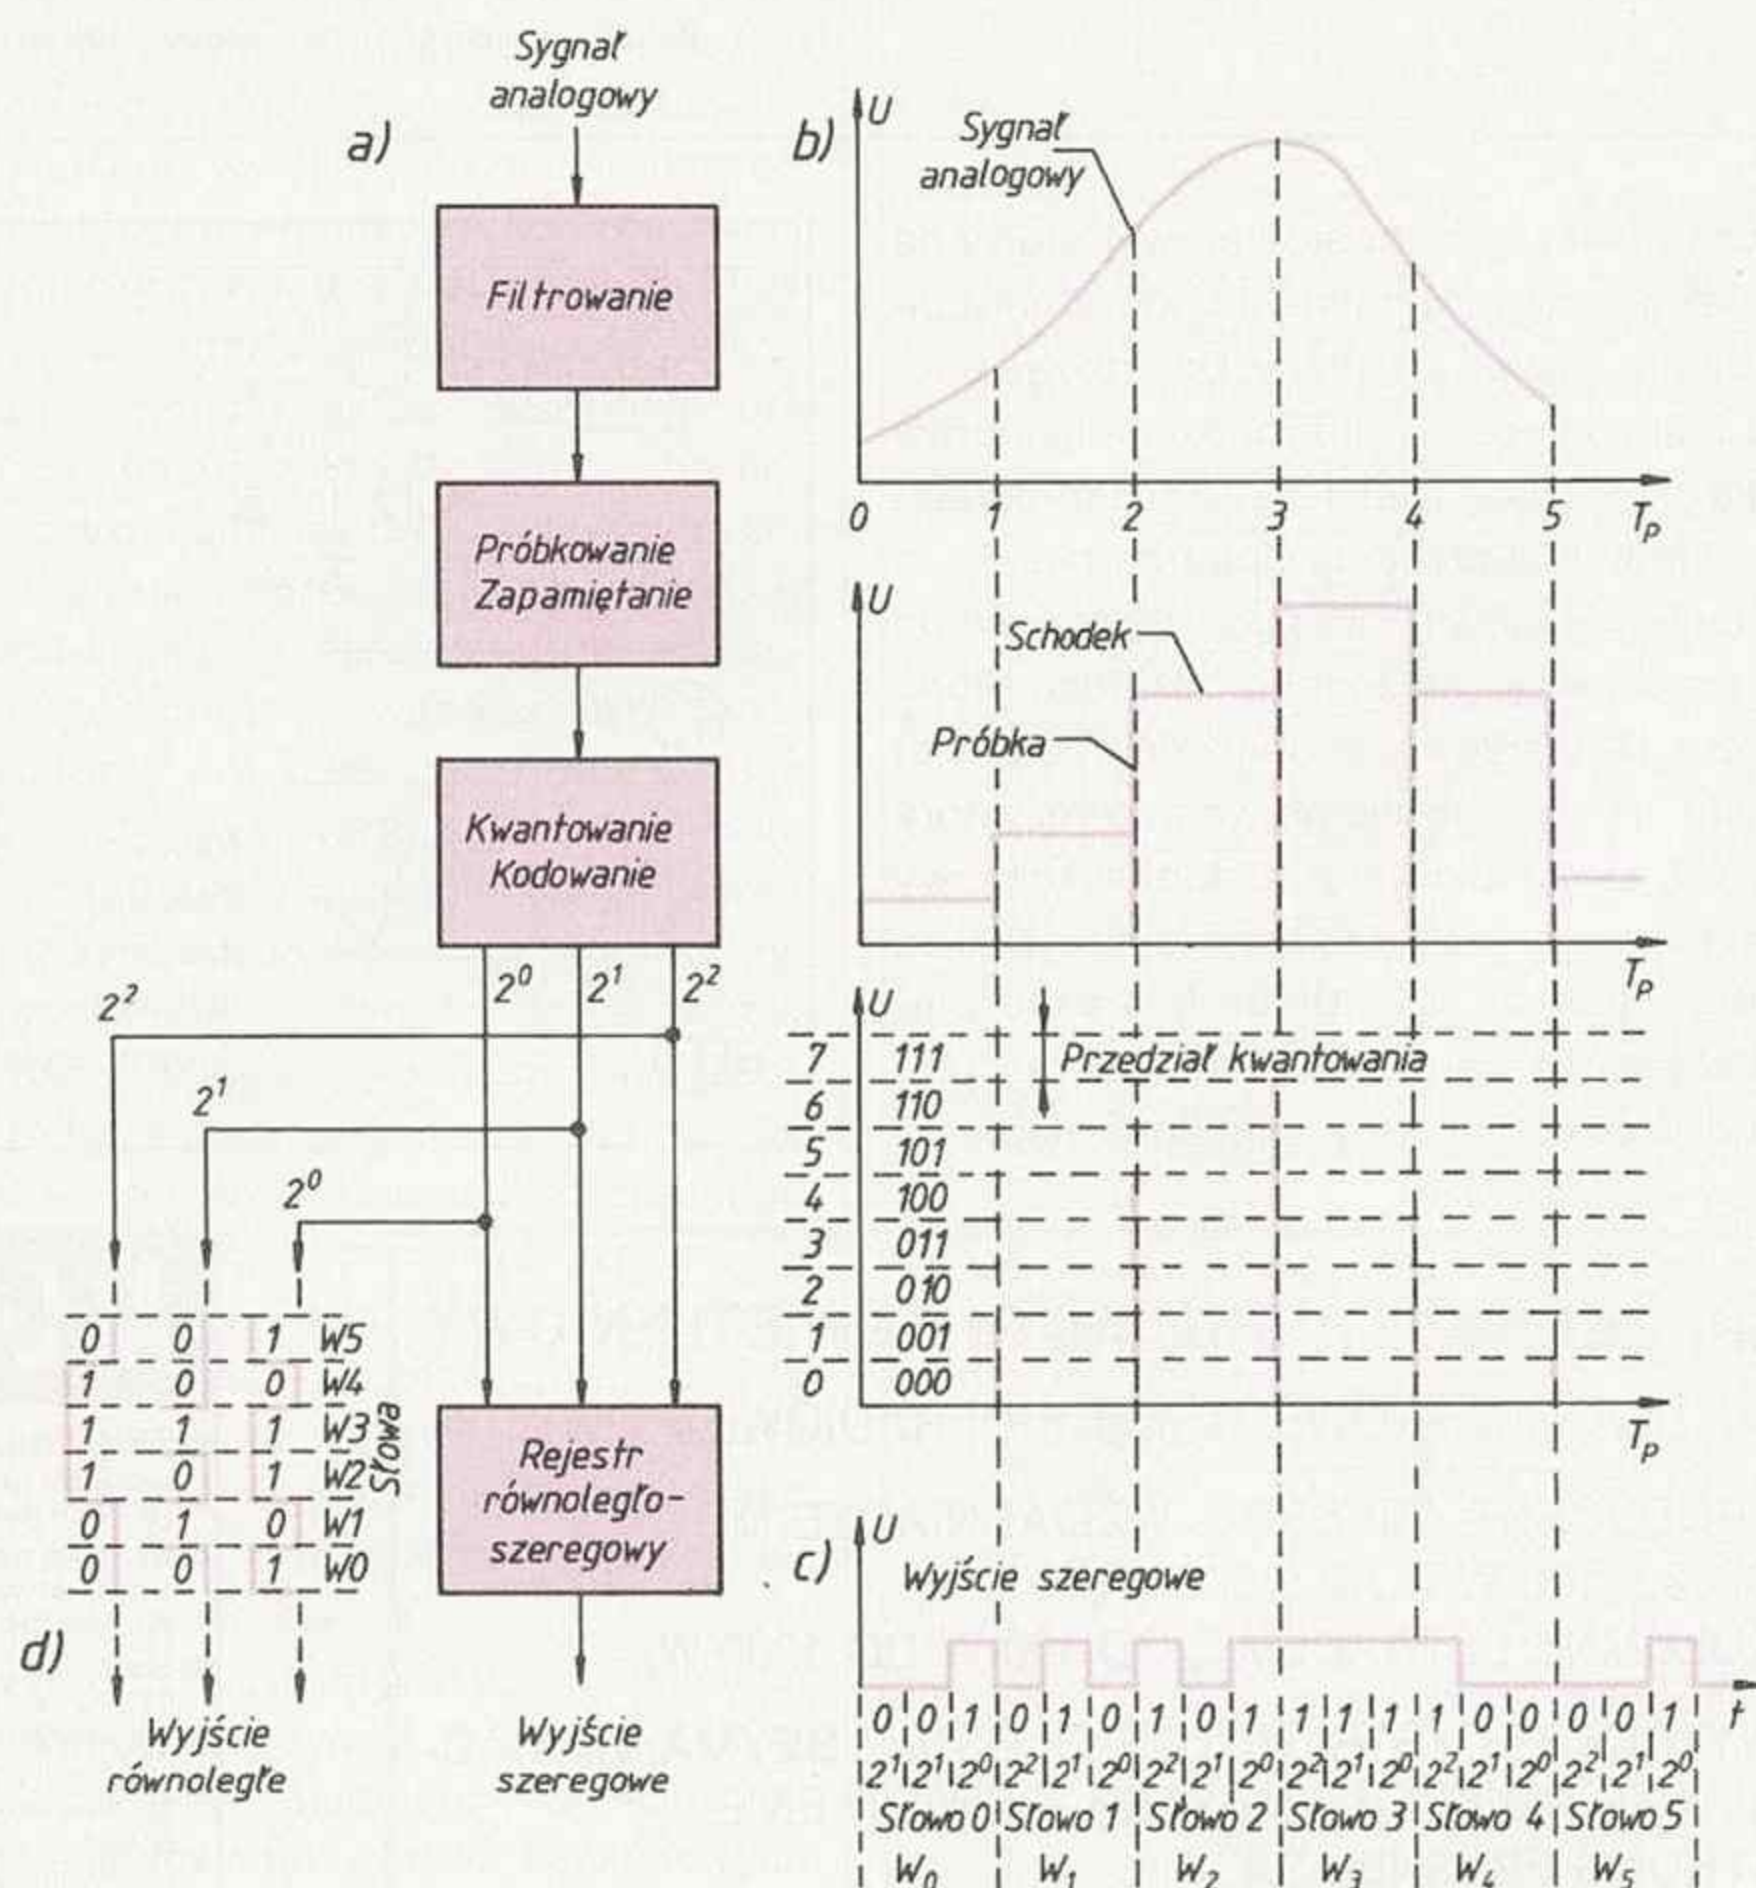 a)
Sygnał
analogowy
Filtrowanie
Próbkowanie
Zapamiętanie
Kwantowanie
Kodowanie
2⁰ 2¹ 2²
2²
2¹
2⁰
0 0 1 W5
1 0 0 W4
1 1 1 W3
1 0 1 W2
0 1 0 W1
0 0 1 W0
Słowa
Rejestr
równoległo-
szeregowy
d)
Wyjście
równoległe
Wyjście
szeregowe
b)
U
Sygnał
analogowy
0 1 2 3 4 5 Tp
U
Schodek
Próbka
Tp
U
7 111 Przedział kwantowania
6 110
5 101
4 100
3 011
2 010
1 001
0 000
Tp
c)
U
Wyjście szeregowe
0 0 1 0 1 0 1 0 1 1 1 1 1 0 0 0 0 1 t
2¹ 2¹ 2⁰ 2² 2¹ 2⁰ 2² 2¹ 2⁰ 2² 2¹ 2⁰ 2² 2¹ 2⁰ 2² 2¹ 2⁰
Słowo 0 Słowo 1 Słowo 2 Słowo 3 Słowo 4 Słowo 5
W₀ W₁ W₂ W₃ W₄ W₅